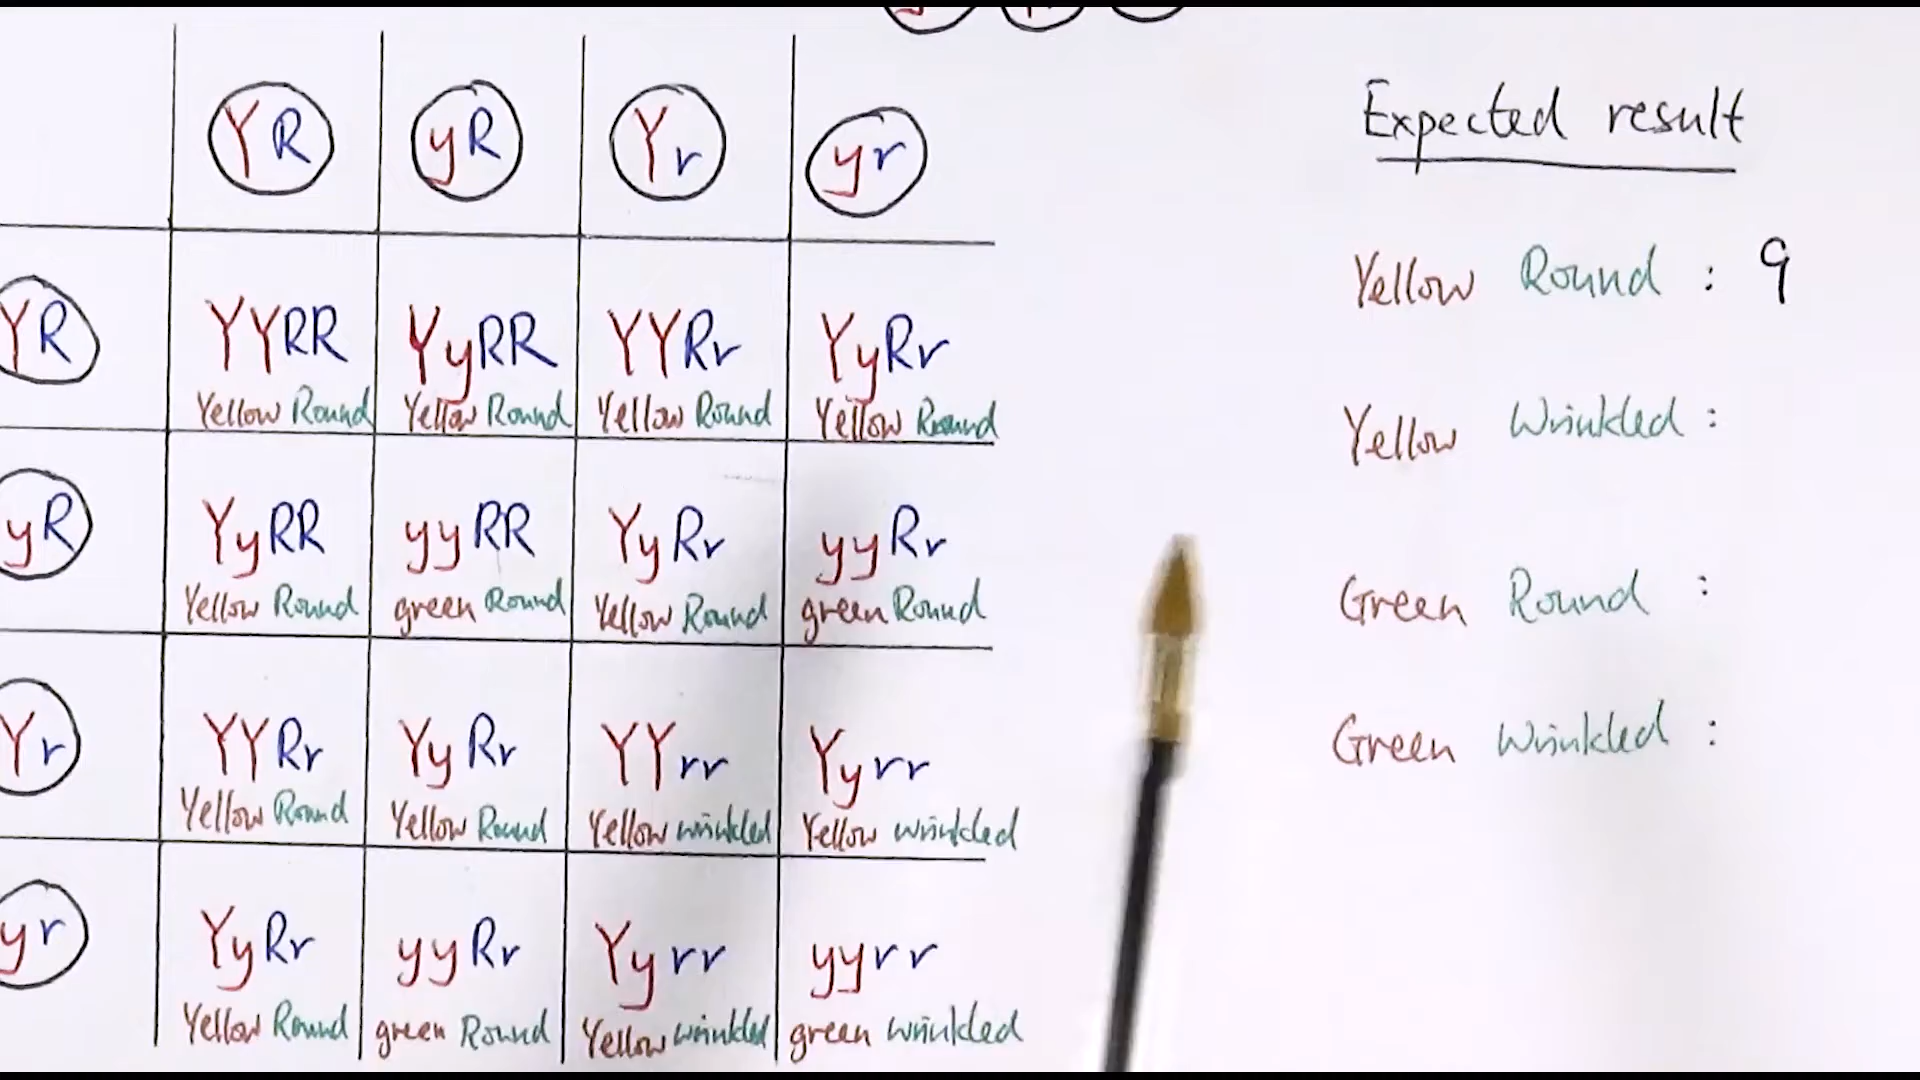 YR yR Yr yr
Expected result
YR YYRR YyRR YYRr YyRr
Yellow Round Yellow Round Yellow Round Yellow Round
Yellow Round : 9
Yellow Wrinkled :
yR YyRR yyRR YyRr yyRr
Yellow Round green Round Yellow Round green Round
Green Round :
Yr YYRr YyRr YYrr Yyrr
Yellow Round Yellow Round Yellow wrinkled Yellow wrinkled
Green Wrinkled :
yr YyRr yyRr Yyrr yyrr
Yellow Round green Round Yellow wrinkled green wrinkled